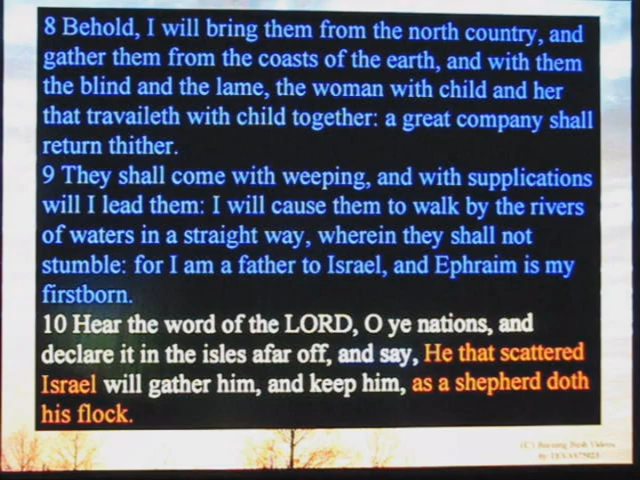 8 Behold, I will bring them from the north country, and
gather them from the coasts of the earth, and with them
the blind and the lame, the woman with child and her
that travaileth with child together: a great company shall
return thither.
9 They shall come with weeping, and with supplications
will I lead them: I will cause them to walk by the rivers
of waters in a straight way, wherein they shall not
stumble: for I am a father to Israel, and Ephraim is my
firstborn.
10 Hear the word of the LORD, O ye nations, and
declare it in the isles afar off, and say, He that scattered
Israel will gather him, and keep him, as a shepherd doth
his flock.
(C) Burning Bush Videos